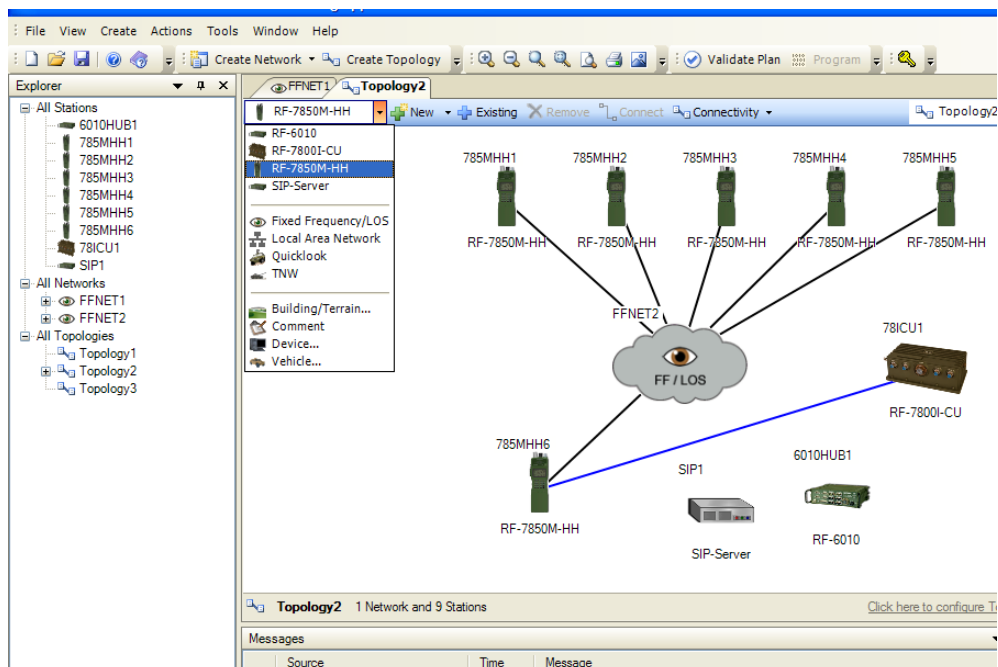 File View Create Actions Tools Window Help
Create Network Create Topology Validate Plan Program
Explorer
FFNET1 Topology2
RF-7850M-HH New Existing Remove Connect Connectivity Topology2
All Stations
6010HUB1
785MHH1
785MHH2
785MHH3
785MHH4
785MHH5
785MHH6
78ICU1
SIP1
All Networks
FFNET1
FFNET2
All Topologies
Topology1
Topology2
Topology3
RF-6010
RF-7800I-CU
RF-7850M-HH
SIP-Server
Fixed Frequency/LOS
Local Area Network
Quicklook
TNW
Building/Terrain...
Comment
Device...
Vehicle...
785MHH1 785MHH2 785MHH3 785MHH4 785MHH5
RF-7850M-HH RF-7850M-HH RF-7850M-HH RF-7850M-HH RF-7850M-HH
FFNET2
FF / LOS
78ICU1
RF-7800I-CU
785MHH6
RF-7850M-HH
SIP1
SIP-Server
6010HUB1
RF-6010
Topology2 1 Network and 9 Stations Click here to configure
Messages
Source Time Message